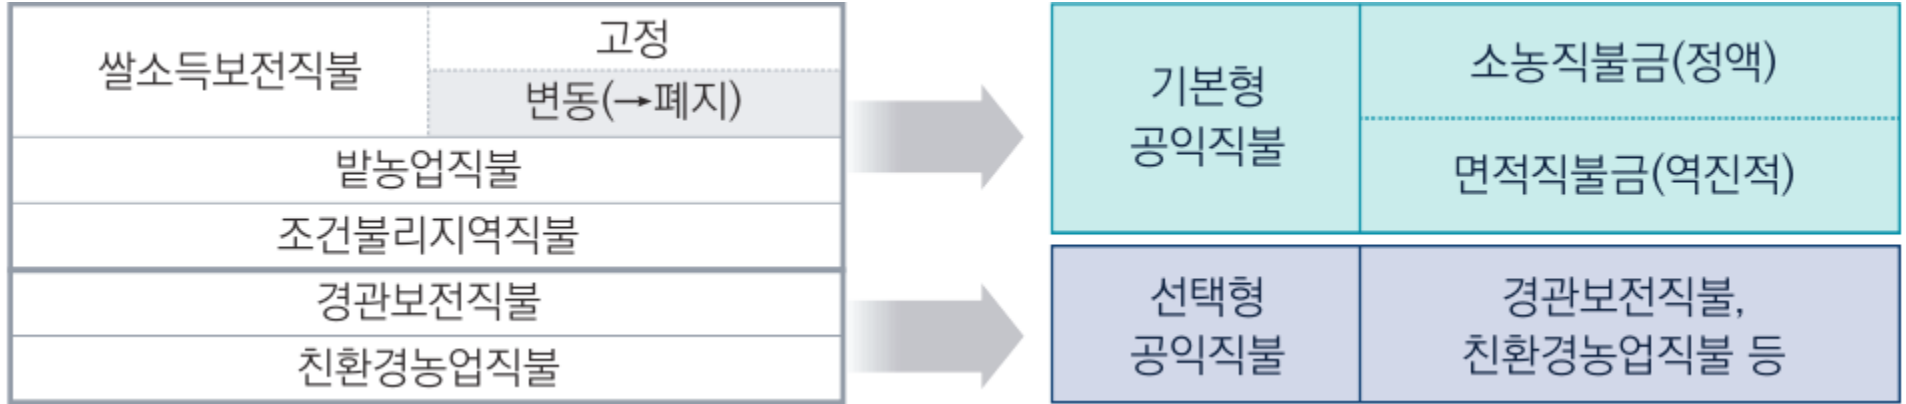 쌀소득보전직불
고정
변동(→폐지)
밭농업직불
조건불리지역직불
경관보전직불
친환경농업직불
기본형
공익직불
소농직불금(정액)
면적직불금(역진적)
선택형
공익직불
경관보전직불,
친환경농업직불 등